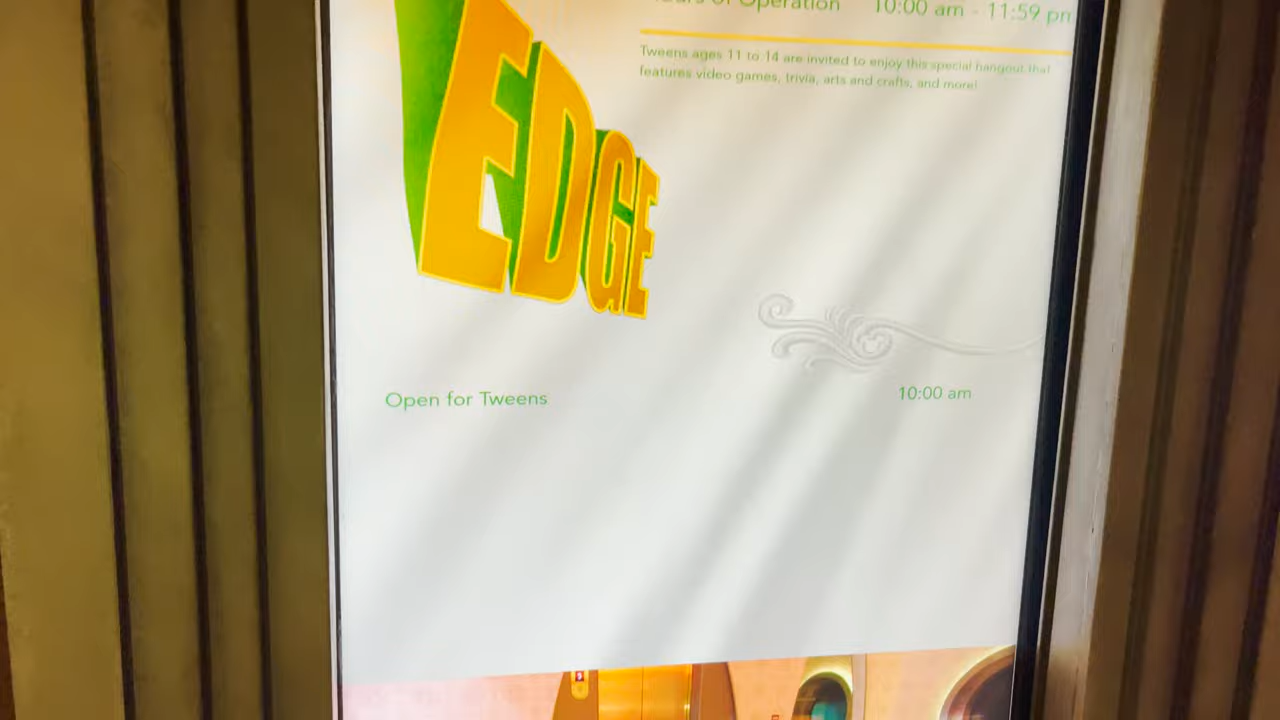 Hours of Operation 10:00 am - 11:59 pm
Tweens ages 11 to 14 are invited to enjoy this special hangout that
features video games, trivia, arts and crafts, and more!
EDGE
Open for Tweens 10:00 am